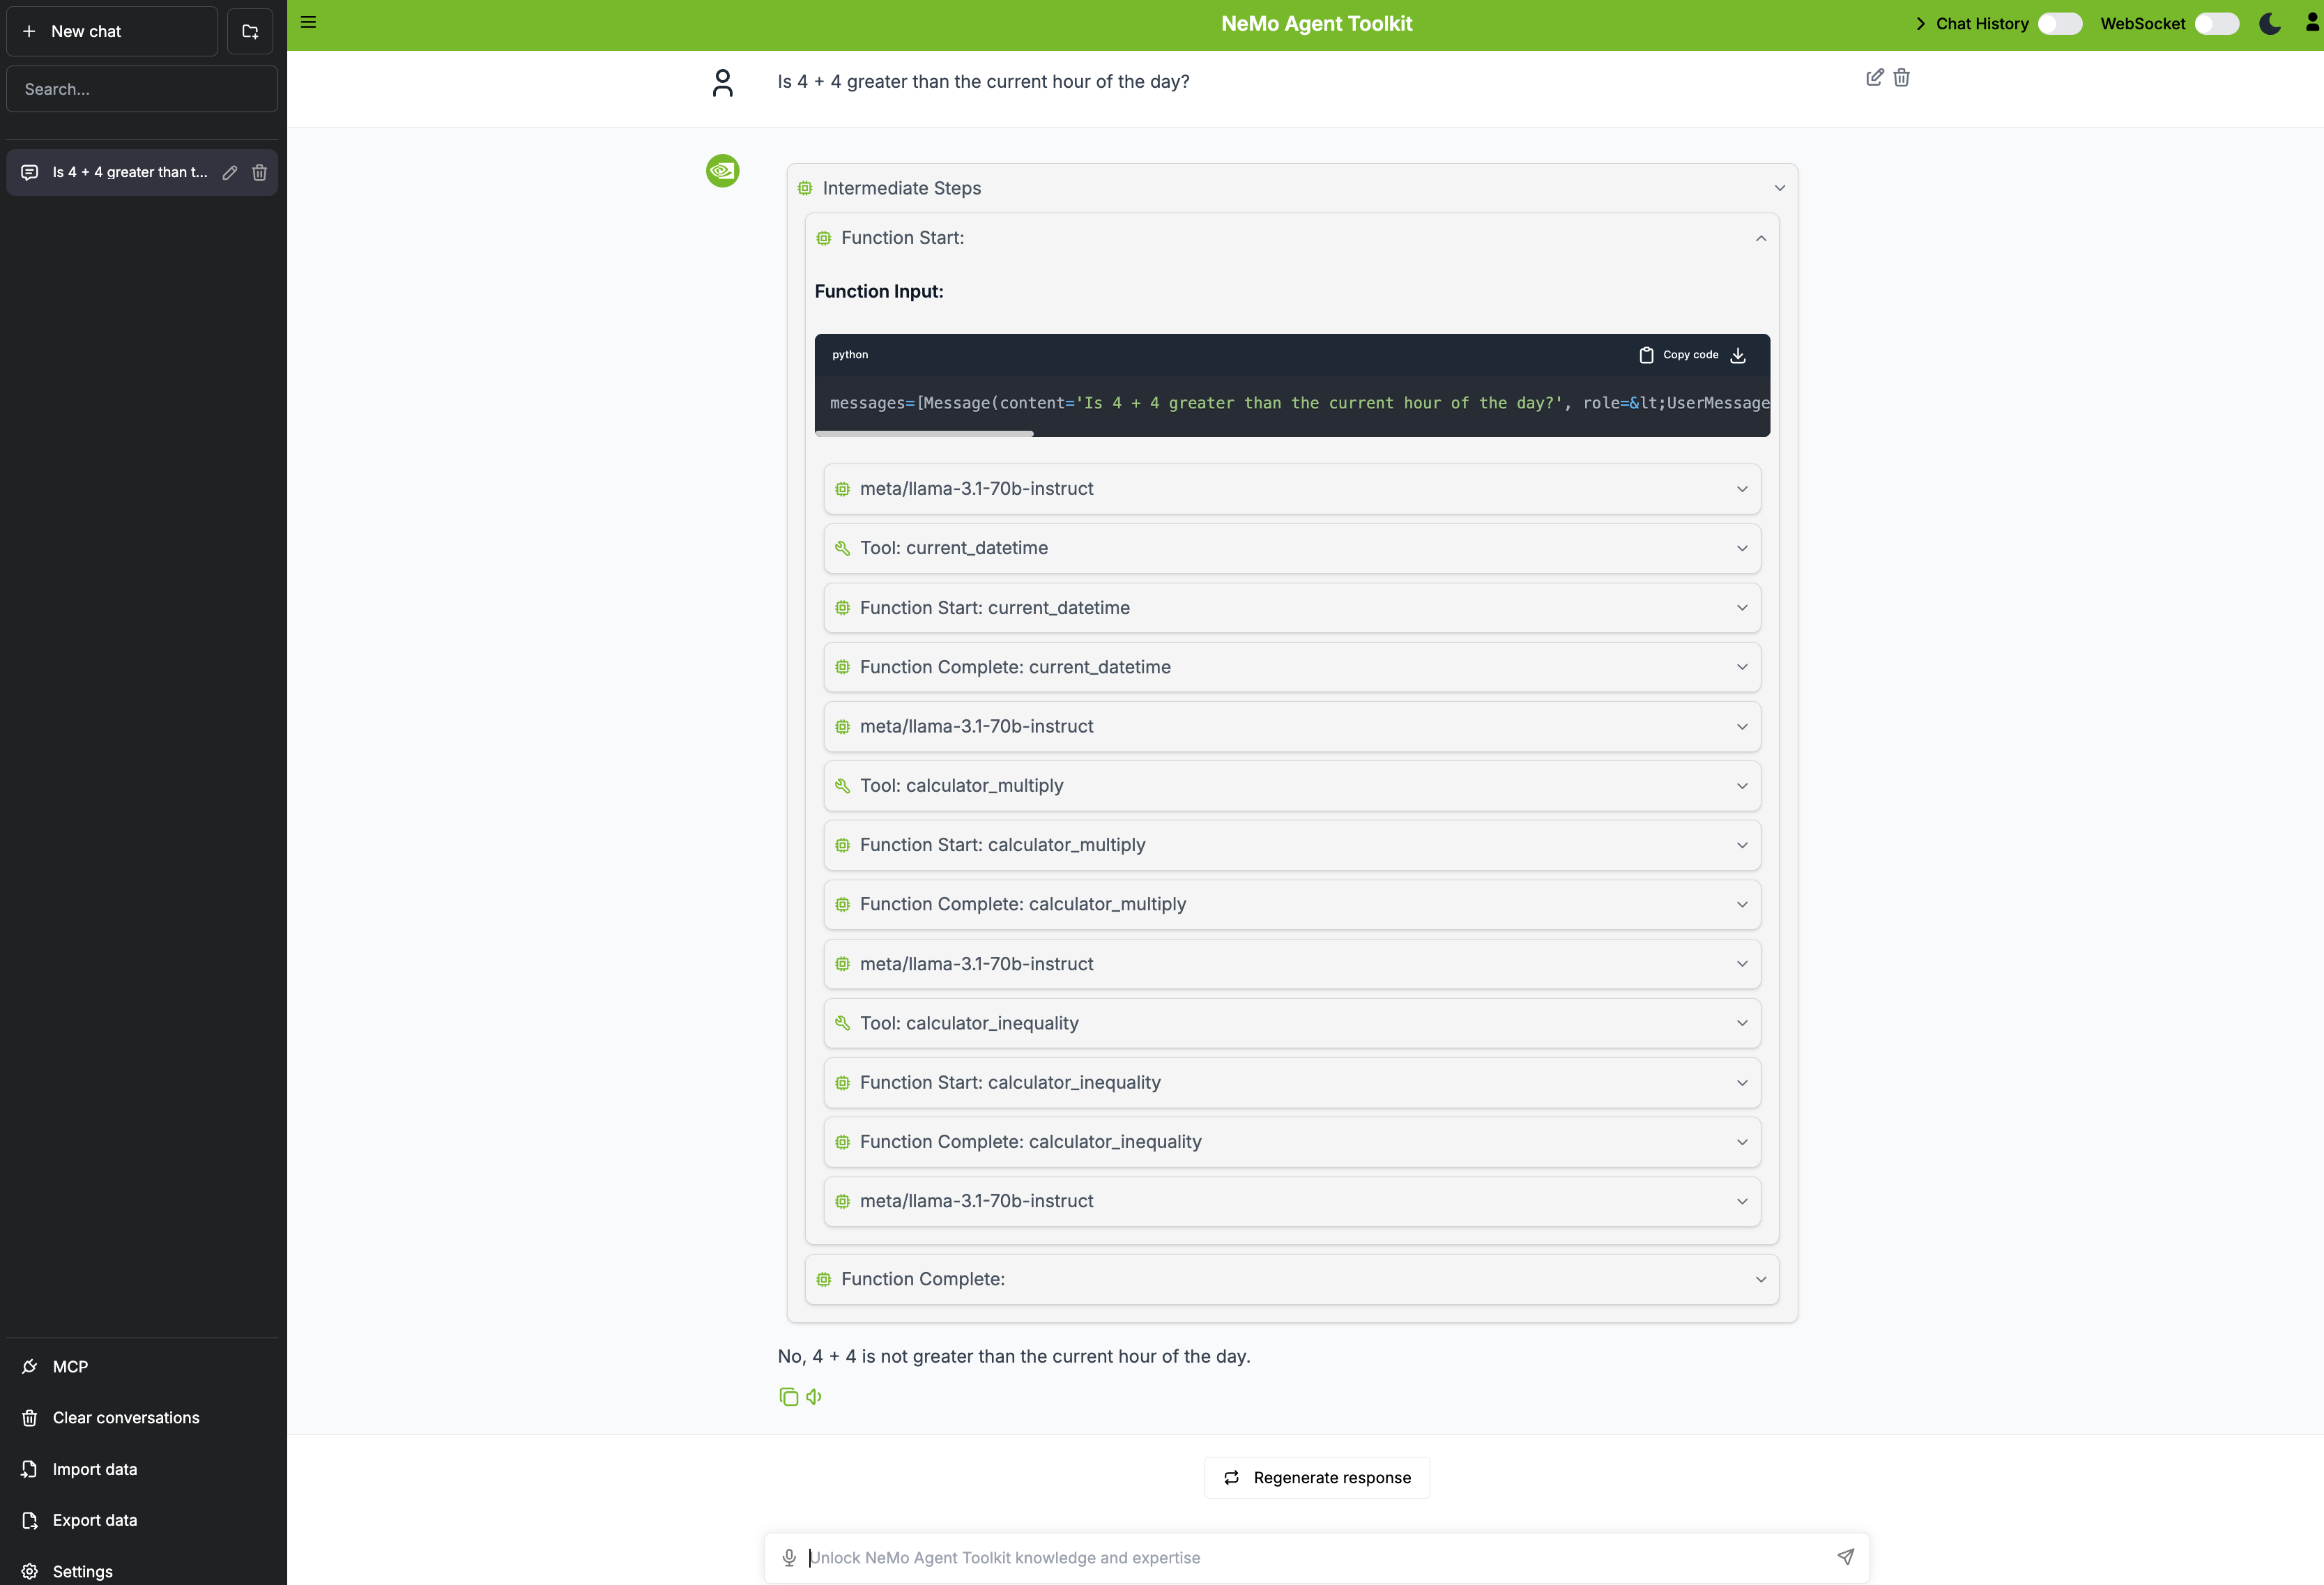 New chat
Search...
Is 4 + 4 greater than t...
MCP
Clear conversations
Import data
Export data
Settings
NeMo Agent Toolkit
Chat History
WebSocket
Is 4 + 4 greater than the current hour of the day?
Intermediate Steps
Function Start:
Function Input:
python
Copy code
messages=[Message(content='Is 4 + 4 greater than the current hour of the day?', role=&lt;UserMessage
meta/llama-3.1-70b-instruct
Tool: current_datetime
Function Start: current_datetime
Function Complete: current_datetime
meta/llama-3.1-70b-instruct
Tool: calculator_multiply
Function Start: calculator_multiply
Function Complete: calculator_multiply
meta/llama-3.1-70b-instruct
Tool: calculator_inequality
Function Start: calculator_inequality
Function Complete: calculator_inequality
meta/llama-3.1-70b-instruct
Function Complete:
No, 4 + 4 is not greater than the current hour of the day.
Regenerate response
Unlock NeMo Agent Toolkit knowledge and expertise